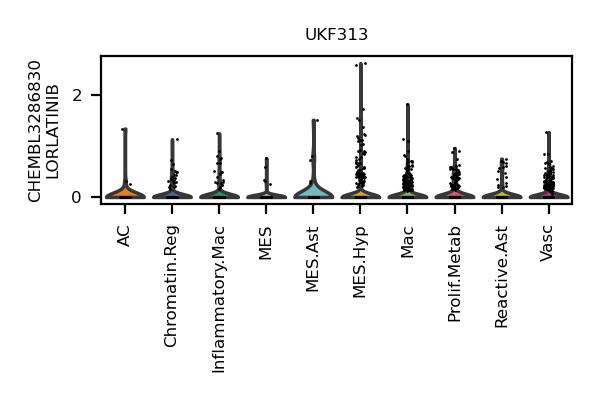 UKF313
CHEMBL3286830
LORLATINIB
2
0
AC
Chromatin.Reg
Inflammatory.Mac
MES
MES.Ast
MES.Hyp
Mac
Prolif.Metab
Reactive.Ast
Vasc